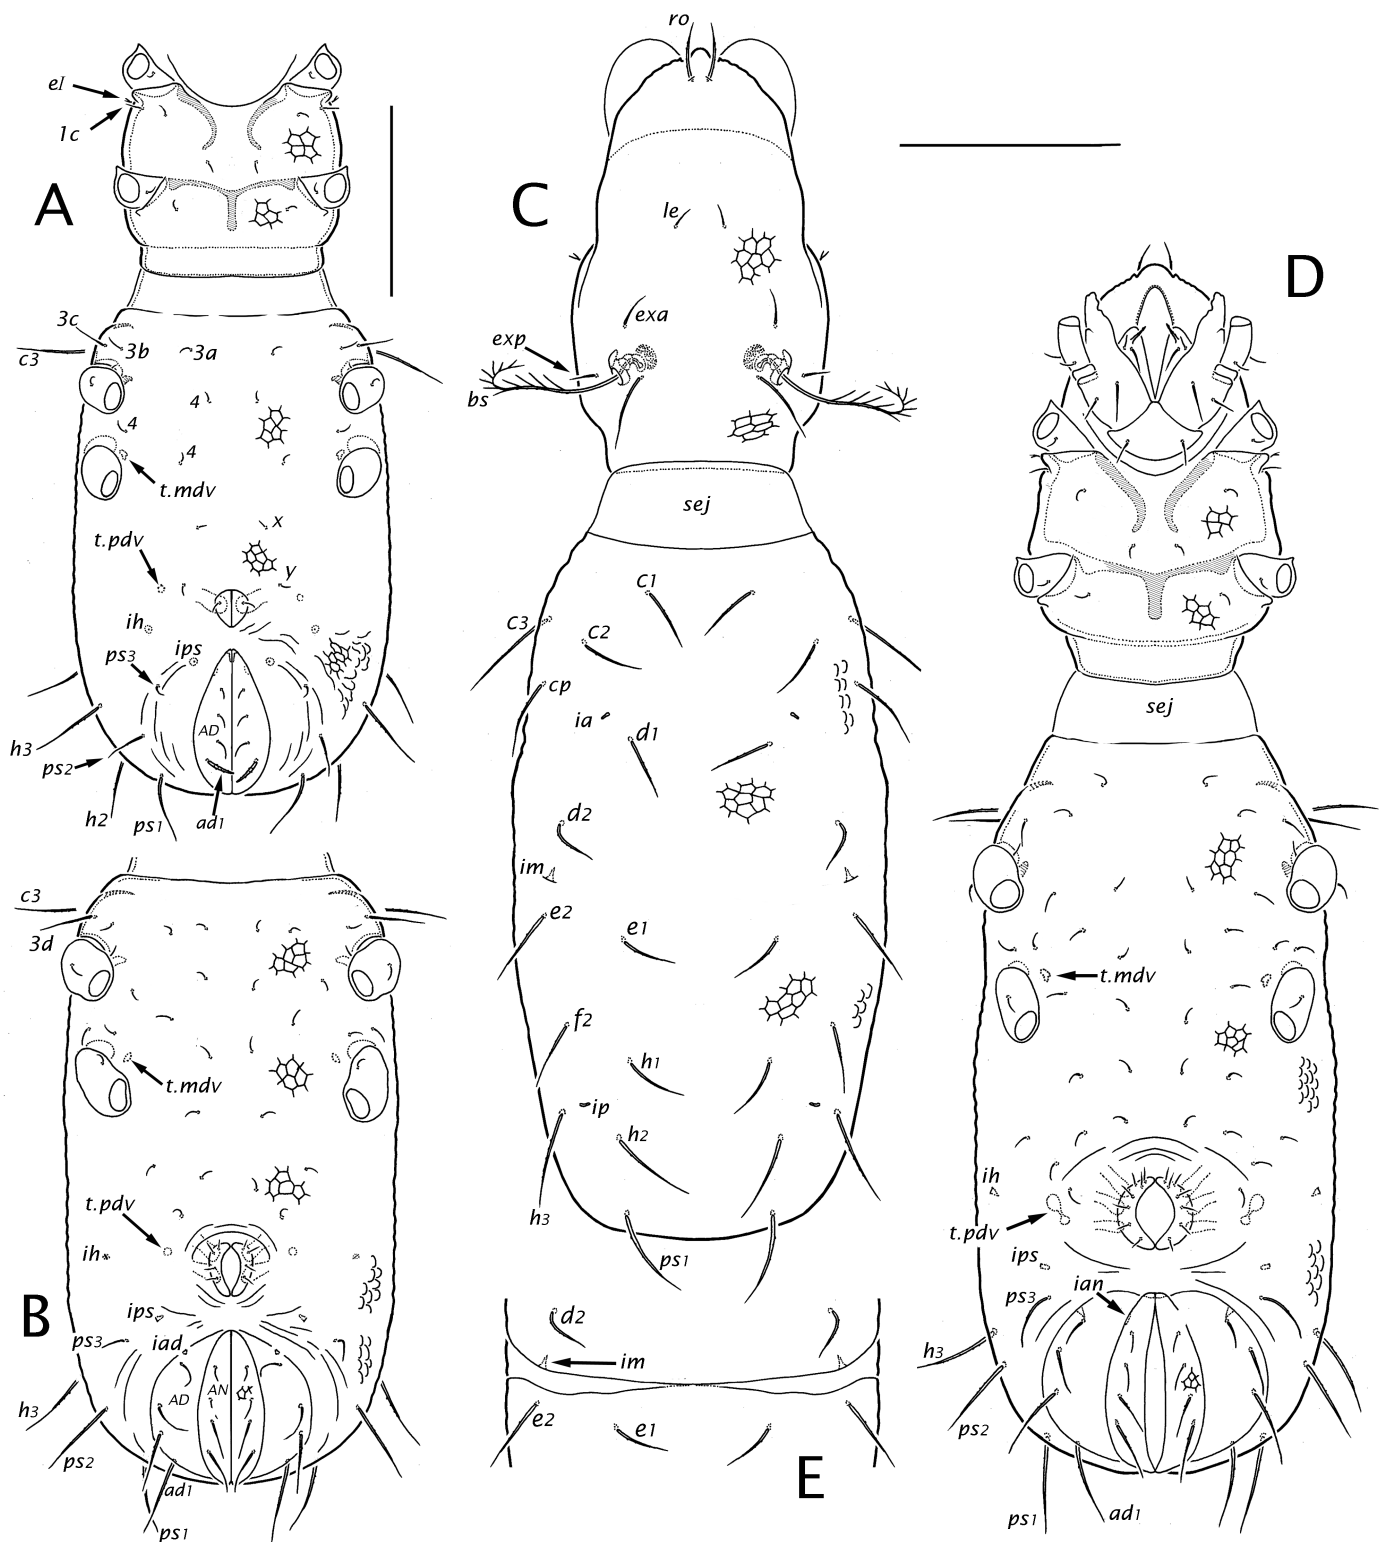 A
el
1c
3c
c3
3b
3a
4
4
4
t.mdv
x
t.pdv
y
ih
ips
ps3
AD
h3
ps2
h2
ps1
ad1
B
c3
3d
t.mdv
t.pdv
ih
ips
ps3
iad
AD
AN
h3
ps2
ad1
ps1
C
ro
le
exa
exp
bs
sej
c1
c3
c2
cp
ia
d1
d2
im
e2
e1
f2
h1
ip
h2
h3
ps1
d2
im
e2
e1
E
D
sej
t.mdv
ih
t.pdv
ips
ian
ps3
h3
ps2
ps1
ad1